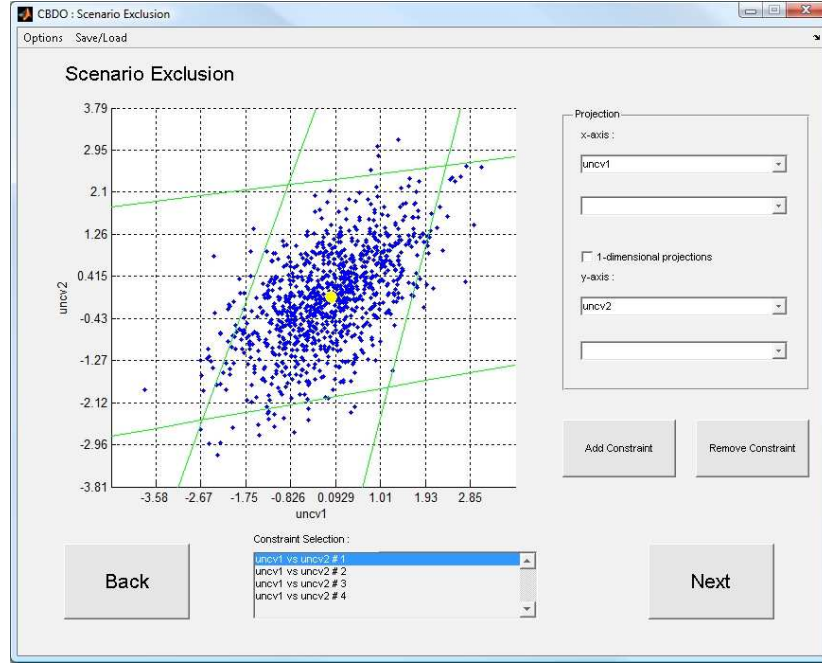 CBDO : Scenario Exclusion
Options Save/Load
Scenario Exclusion
3.79
2.95
2.1
1.26
0.415
-0.43
-1.27
-2.12
-2.96
-3.81
uncv2
-3.58 -2.67 -1.75 -0.826 0.0929 1.01 1.93 2.85
uncv1
Projection
x-axis :
uncv1
1-dimensional projections
y-axis :
uncv2
Add Constraint Remove Constraint
Constraint Selection :
uncv1 vs uncv2 # 1
uncv1 vs uncv2 # 2
uncv1 vs uncv2 # 3
uncv1 vs uncv2 # 4
Back
Next